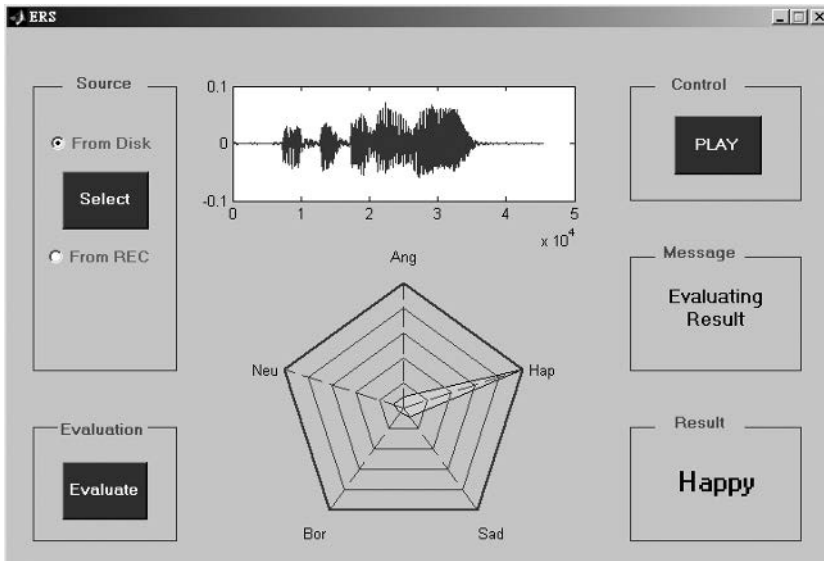 ERS
Source
From Disk
Select
From REC
0.1
0
-0.1
0 1 2 3 4 5
x 10^4
Control
PLAY
Message
Evaluating
Result
Ang
Neu
Hap
Bor
Sad
Evaluation
Evaluate
Result
Happy